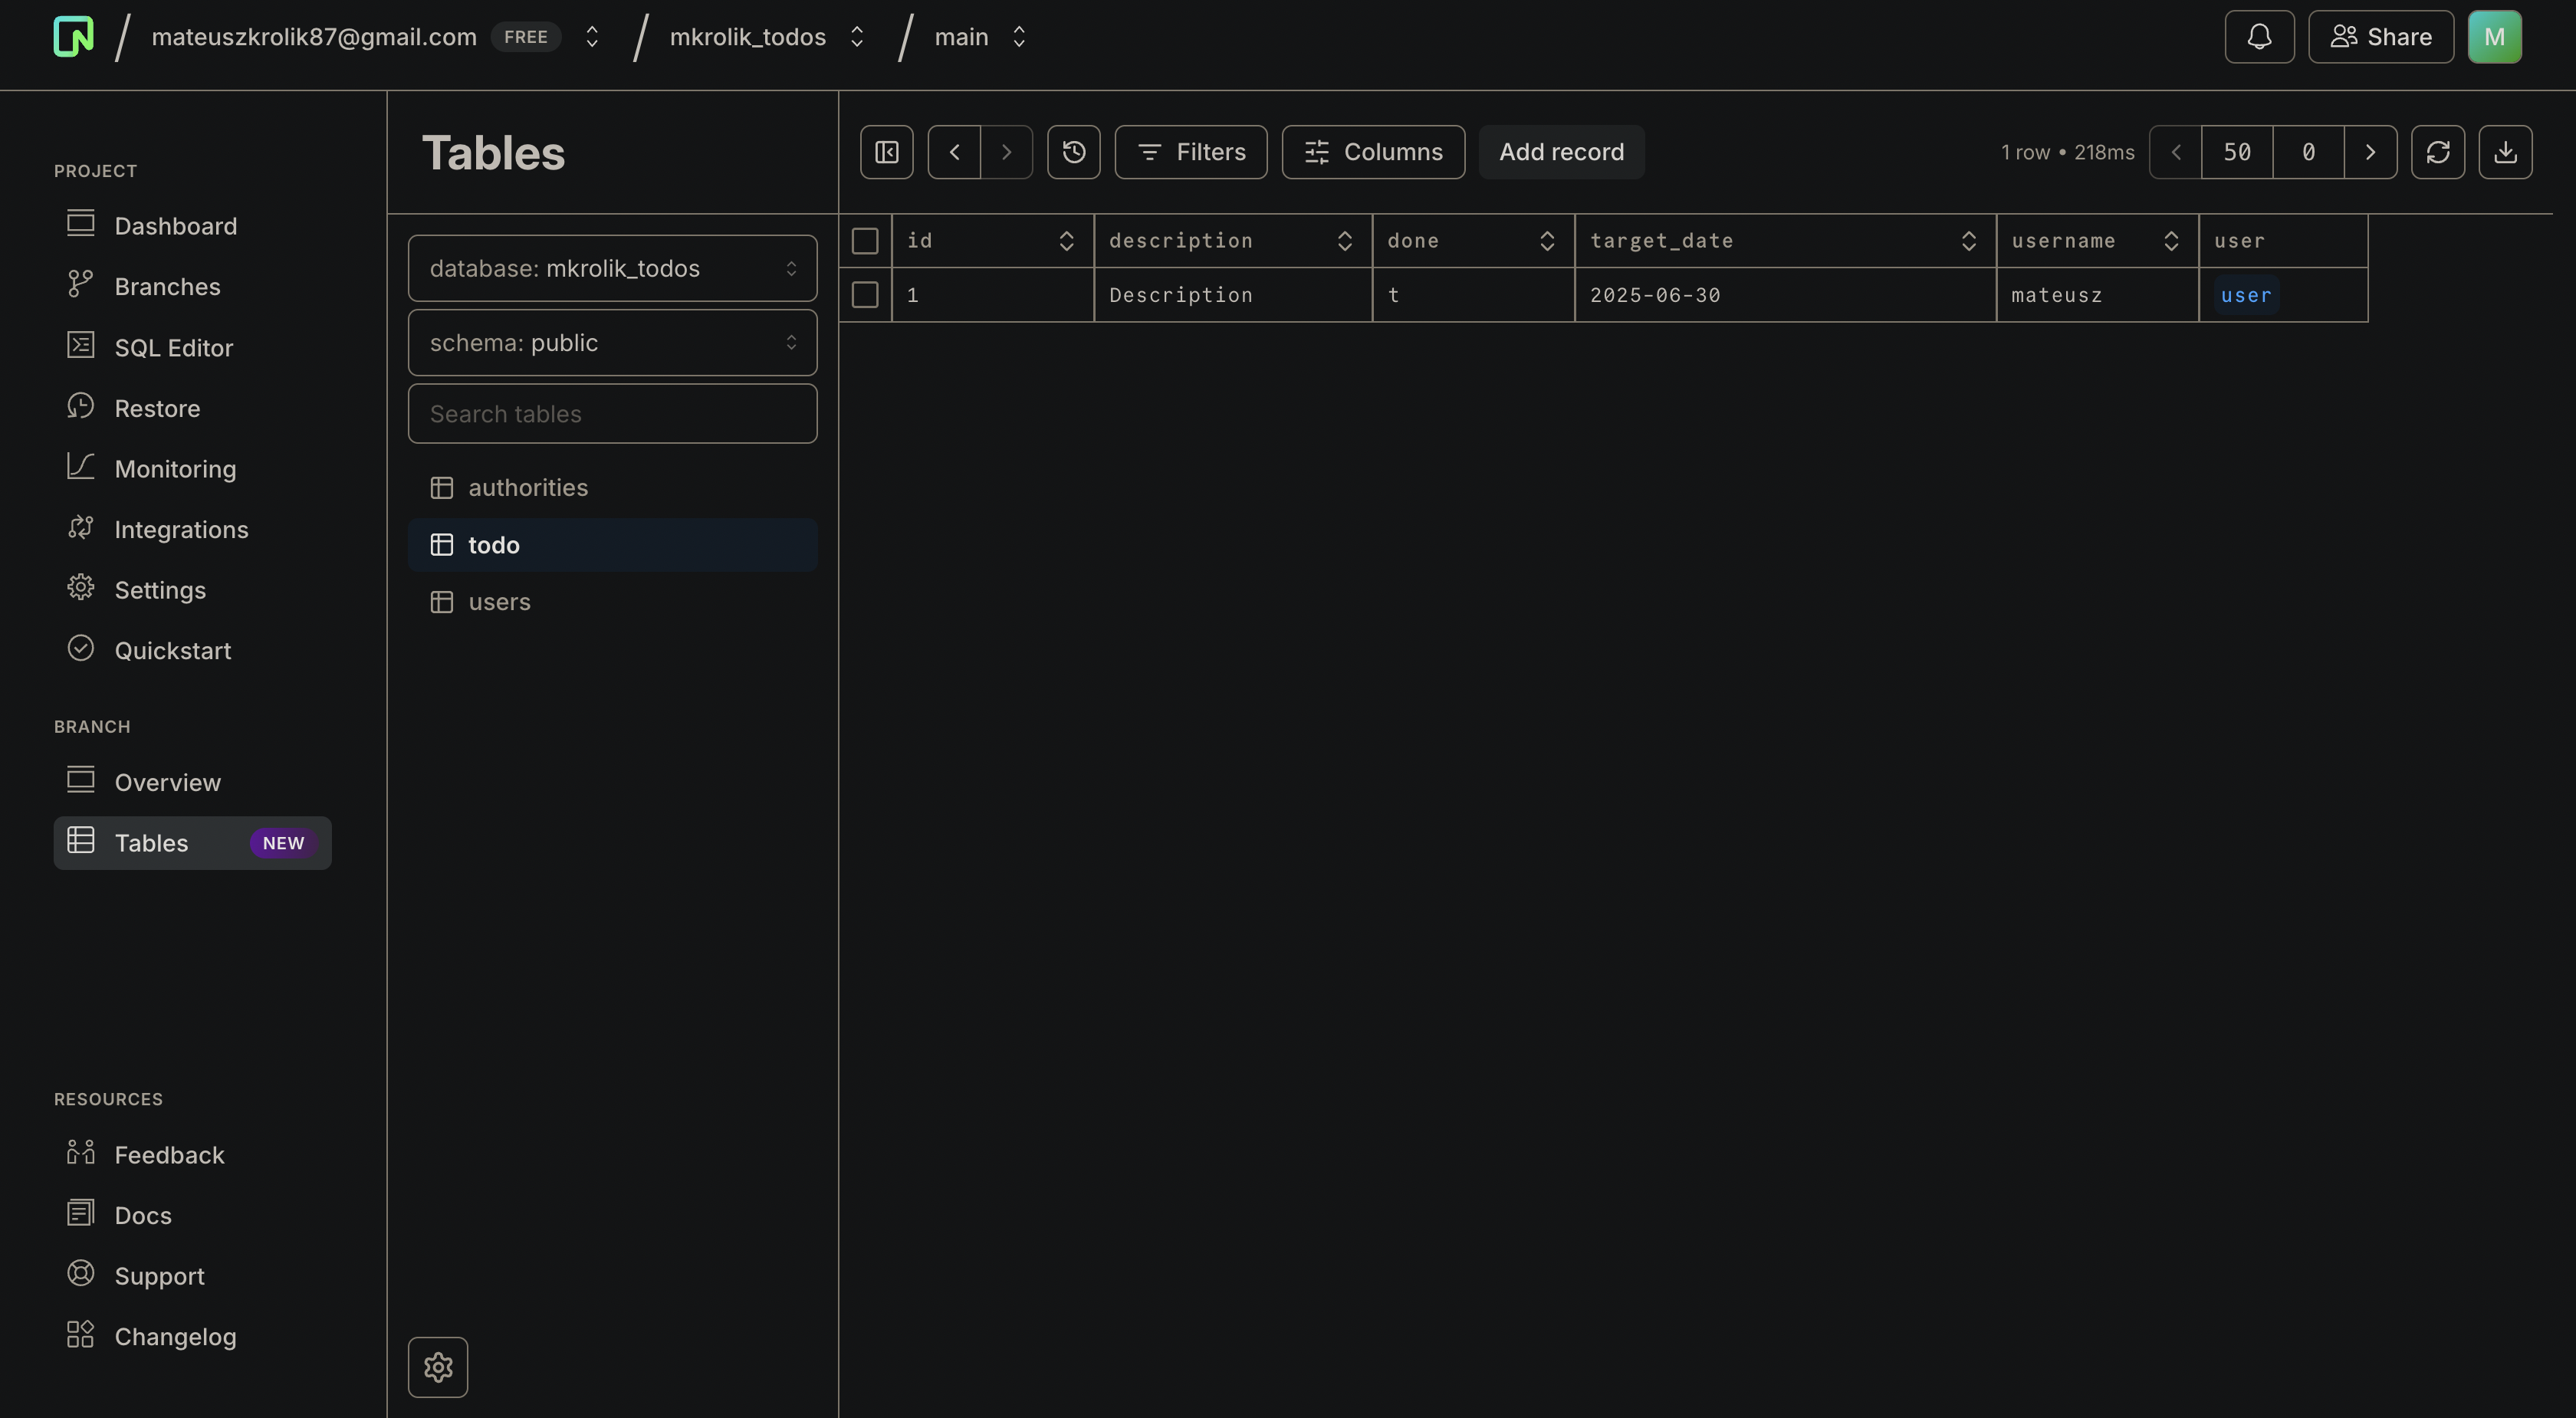 mateuszkrolik87@gmail.com FREE mkrolik_todos main Share M
PROJECT
Dashboard
Branches
SQL Editor
Restore
Monitoring
Integrations
Settings
Quickstart
BRANCH
Overview
Tables NEW
RESOURCES
Feedback
Docs
Support
Changelog
Tables
database: mkrolik_todos
schema: public
Search tables
authorities
todo
users
Filters Columns Add record 1 row • 218ms 50 0
id description done target_date username user
1 Description t 2025-06-30 mateusz user